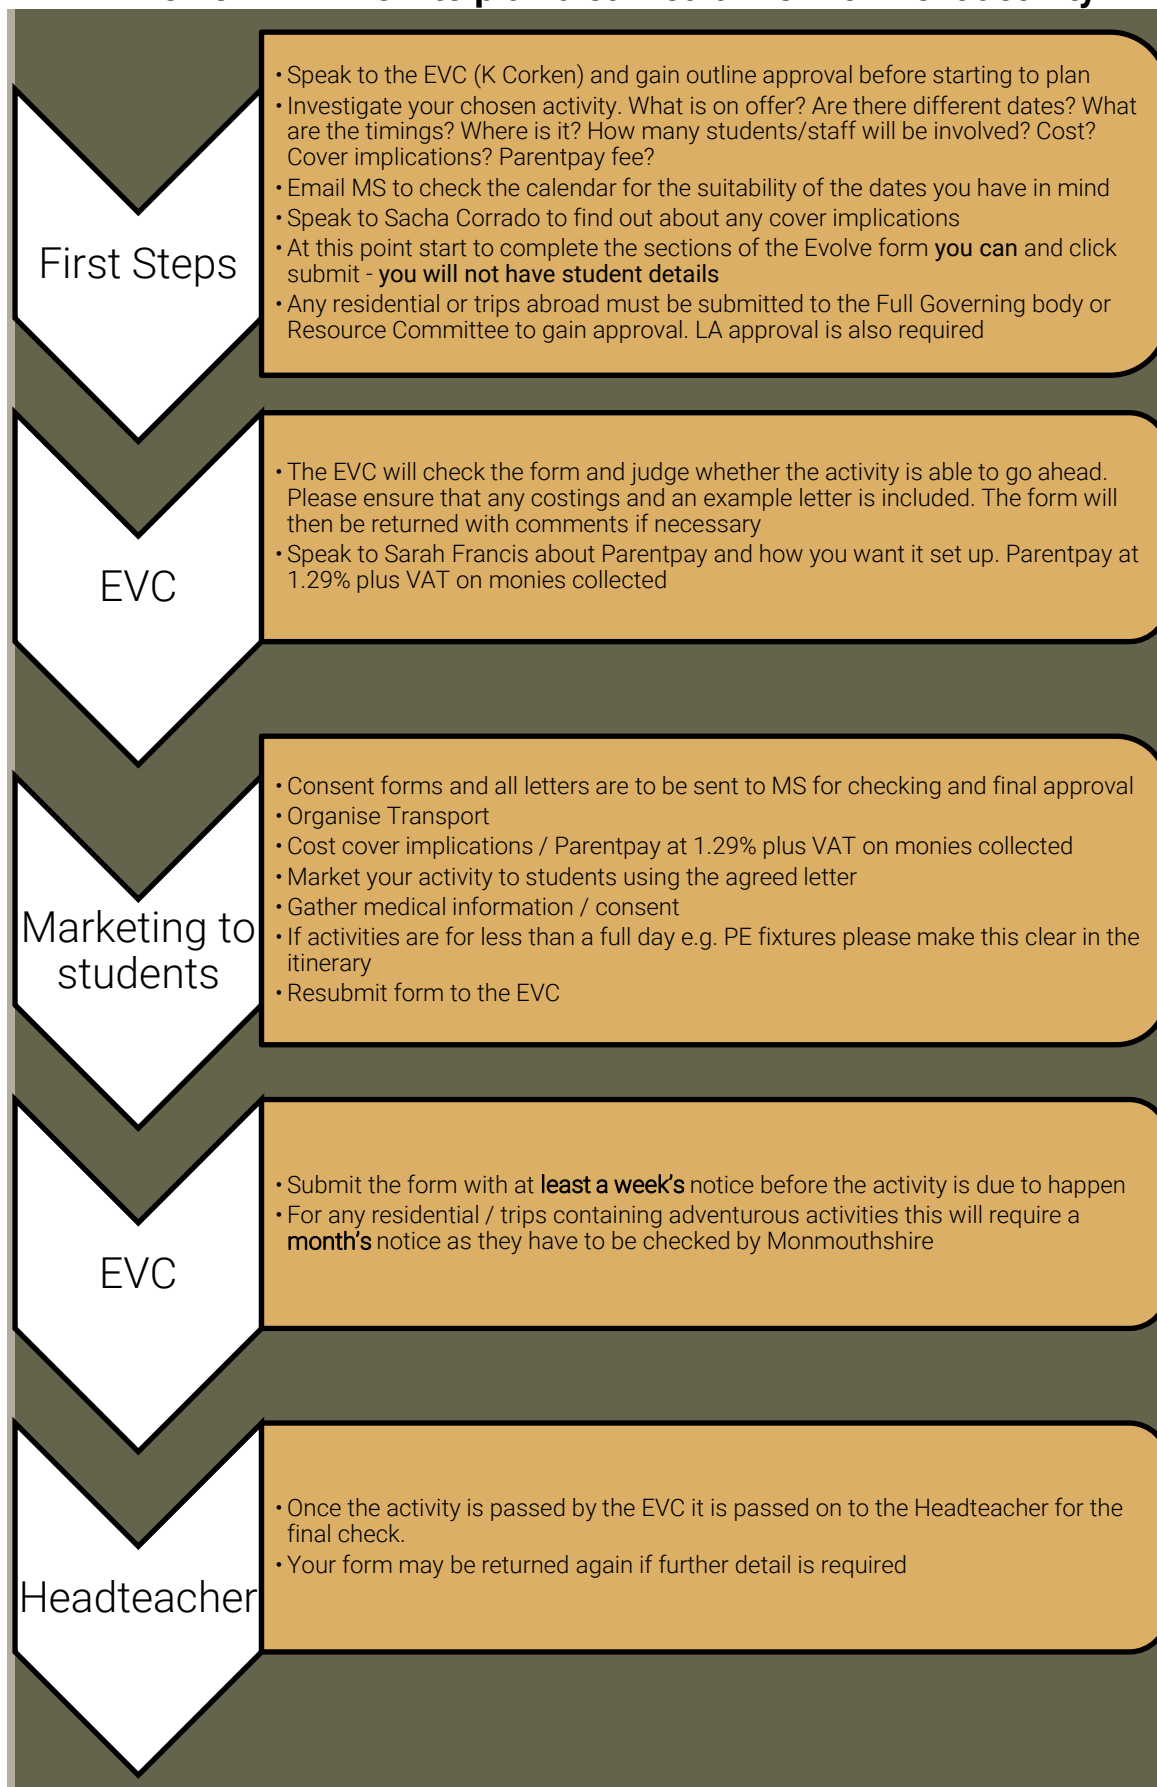 First Steps
• Speak to the EVC (K Corken) and gain outline approval before starting to plan
• Investigate your chosen activity. What is on offer? Are there different dates? What
are the timings? Where is it? How many students/staff will be involved? Cost?
Cover implications? Parentpay fee?
• Email MS to check the calendar for the suitability of the dates you have in mind
• Speak to Sacha Corrado to find out about any cover implications
• At this point start to complete the sections of the Evolve form you can and click
submit - you will not have student details
• Any residential or trips abroad must be submitted to the Full Governing body or
Resource Committee to gain approval. LA approval is also required
EVC
• The EVC will check the form and judge whether the activity is able to go ahead.
Please ensure that any costings and an example letter is included. The form will
then be returned with comments if necessary
• Speak to Sarah Francis about Parentpay and how you want it set up. Parentpay at
1.29% plus VAT on monies collected
Marketing to
students
• Consent forms and all letters are to be sent to MS for checking and final approval
• Organise Transport
• Cost cover implications / Parentpay at 1.29% plus VAT on monies collected
• Market your activity to students using the agreed letter
• Gather medical information / consent
• If activities are for less than a full day e.g. PE fixtures please make this clear in the
itinerary
• Resubmit form to the EVC
EVC
• Submit the form with at least a week's notice before the activity is due to happen
• For any residential / trips containing adventurous activities this will require a
month's notice as they have to be checked by Monmouthshire
Headteacher
• Once the activity is passed by the EVC it is passed on to the Headteacher for the
final check.
• Your form may be returned again if further detail is required